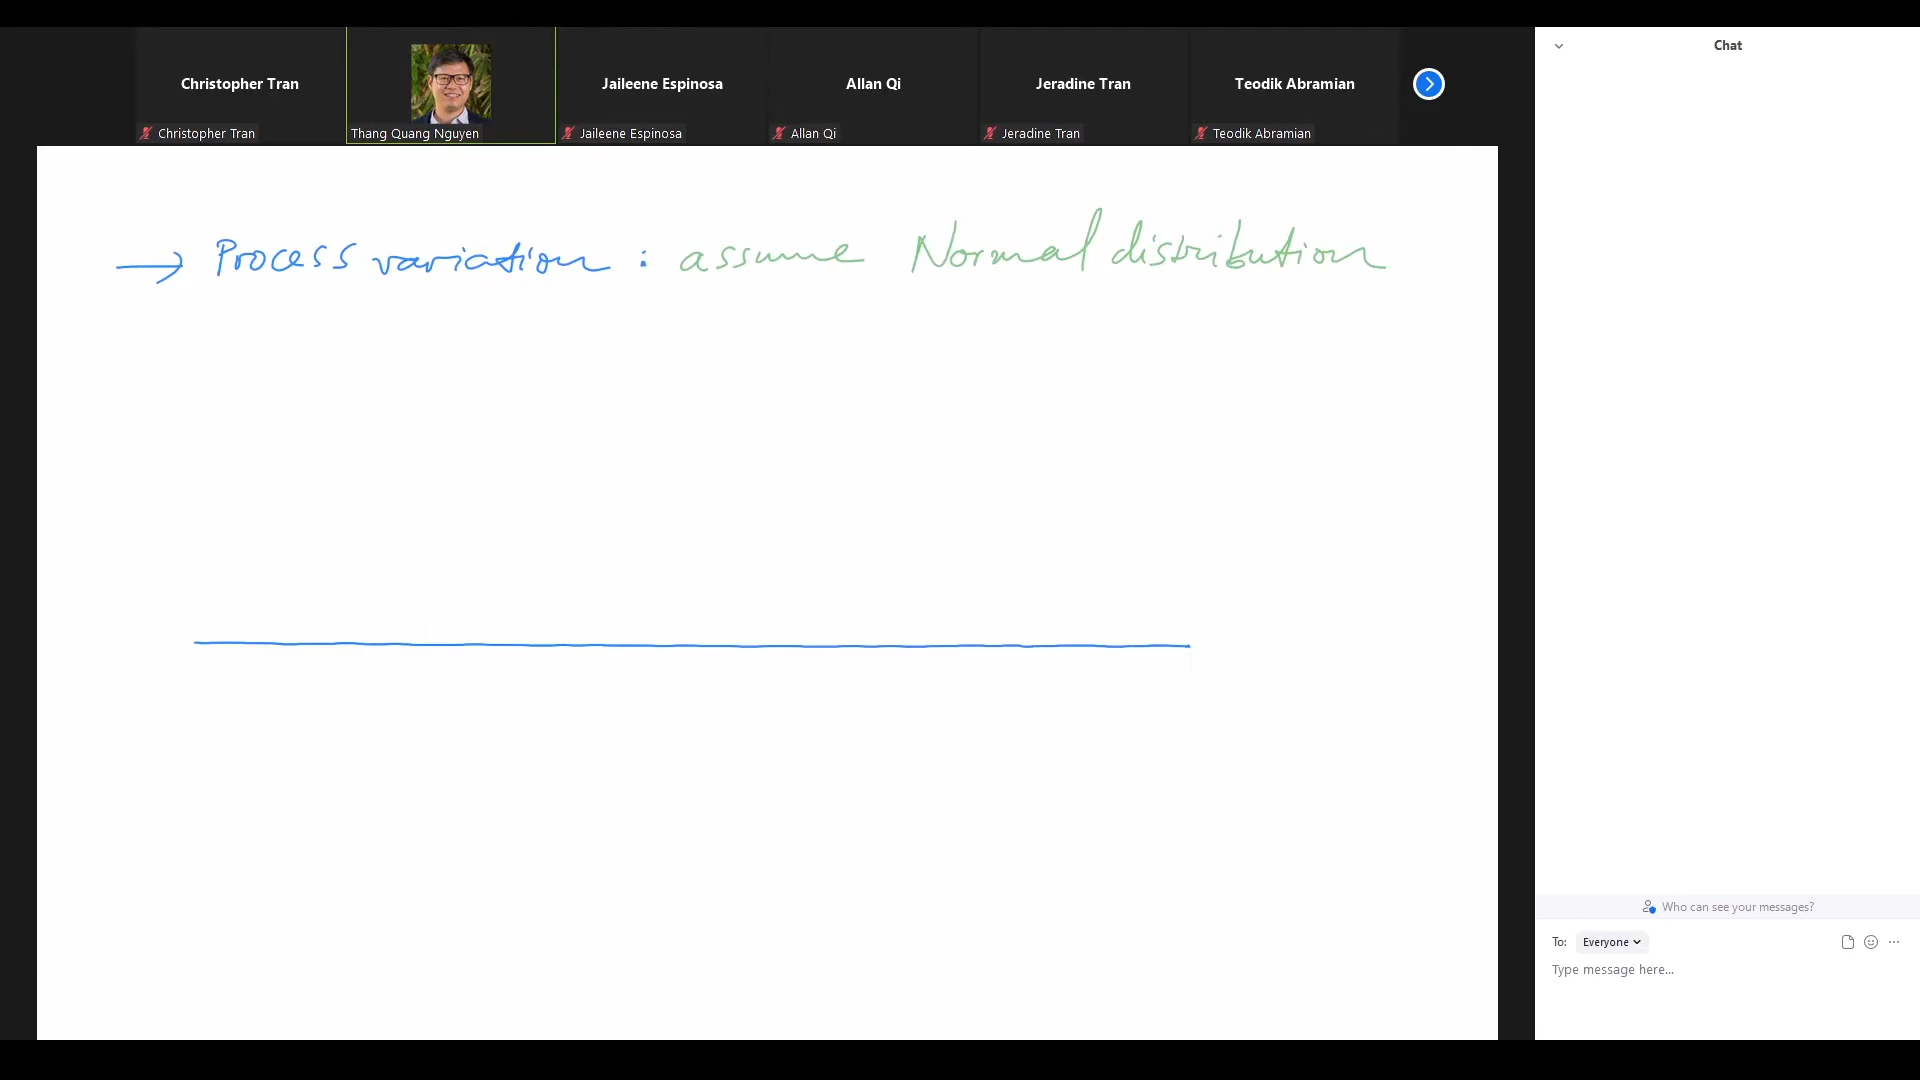 Chat
Christopher Tran
Jaileene Espinosa
Allan Qi
Jeradine Tran
Teodik Abramian
Christopher Tran
Thang Quang Nguyen
Jaileene Espinosa
Allan Qi
Jeradine Tran
Teodik Abramian
→ Process variation : assume Normal distribution
Who can see your messages?
To: Everyone
Type message here...